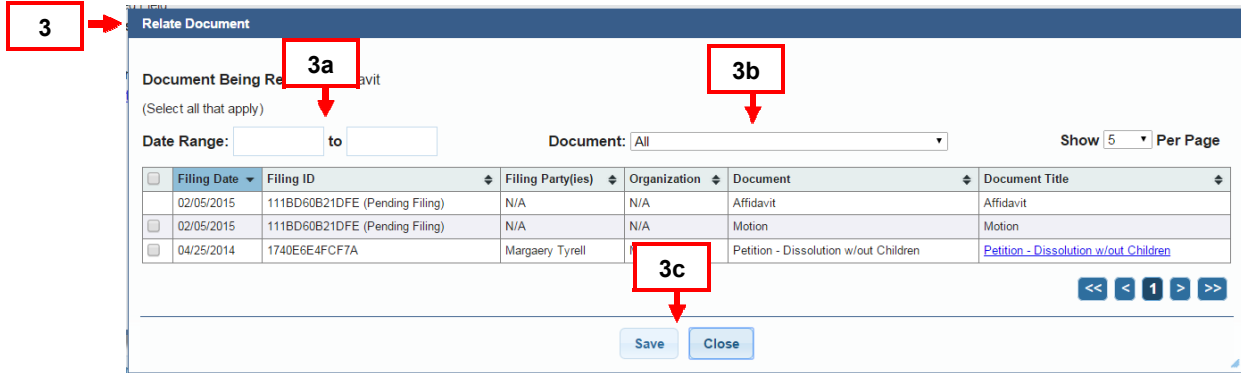 3
Relate Document
3a
3b
Document Being Re avit
(Select all that apply)
Date Range: to Document: All Show 5 Per Page
Filing Date Filing ID Filing Party(ies) Organization Document Document Title
02/05/2015 111BD60B21DFE (Pending Filing) N/A N/A Affidavit Affidavit
02/05/2015 111BD60B21DFE (Pending Filing) N/A N/A Motion Motion
04/25/2014 1740E6E4FCF7A Margaery Tyrell Petition - Dissolution w/out Children Petition - Dissolution w/out Children
3c
<< < 1 > >>
Save Close